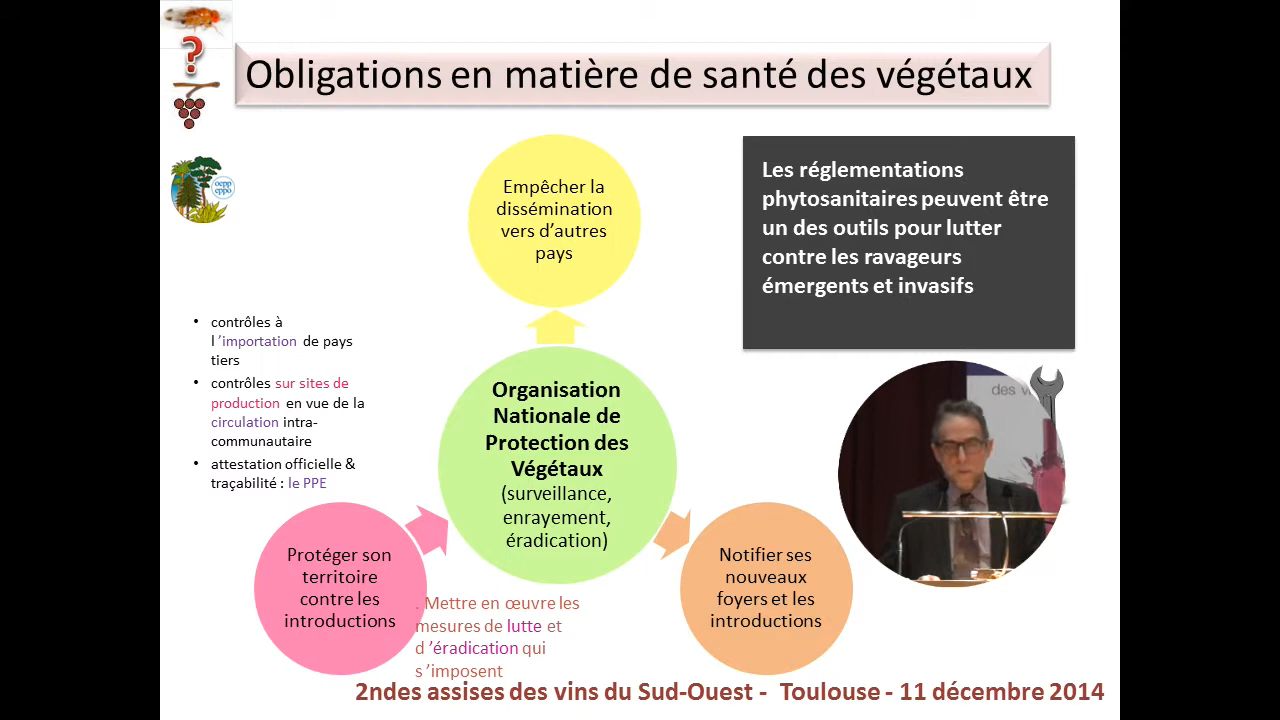 ?
Obligations en matière de santé des végétaux
oepp
eppo
Empêcher la
dissémination
vers d’autres
pays
Les réglementations
phytosanitaires peuvent être
un des outils pour lutter
contre les ravageurs
émergents et invasifs
• contrôles à
l ’importation de pays
tiers
• contrôles sur sites de
production en vue de la
circulation intra-
communautaire
• attestation officielle &
traçabilité : le PPE
Organisation
Nationale de
Protection des
Végétaux
(surveillance,
enrayement,
éradication)
des v
Protéger son
territoire
contre les
introductions
. Mettre en œuvre les
mesures de lutte et
d ’éradication qui
s ’imposent
Notifier ses
nouveaux
foyers et les
introductions
2ndes assises des vins du Sud-Ouest - Toulouse - 11 décembre 2014